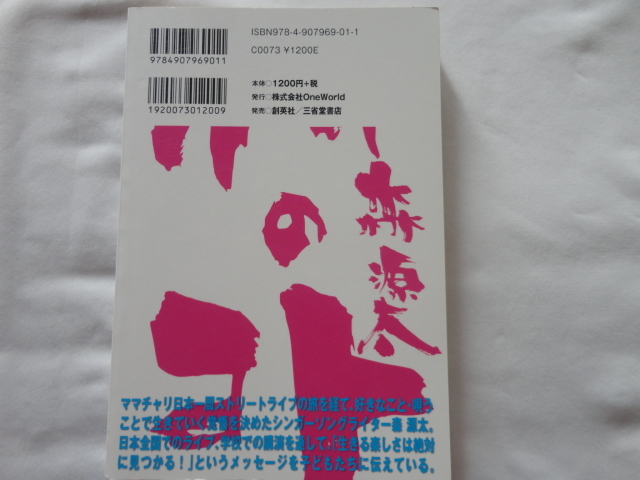 ISBN978-4-907969-01-1
C0073 ¥1200E
9784907969011
本体○1200円+税
発行○株式会社OneWorld
1920073012009
発売○創英社/三省堂書店
の
森源太
ママチャリ日本一周ストリートライブの旅を経て、好きなこと・唄う
ことで生きていく覚悟を決めたシンガーソングライター森 源太。
日本全国でのライブ、学校での講演を通して、「生きる楽しさは絶対
に見つかる!」というメッセージを子どもたちに伝えている。